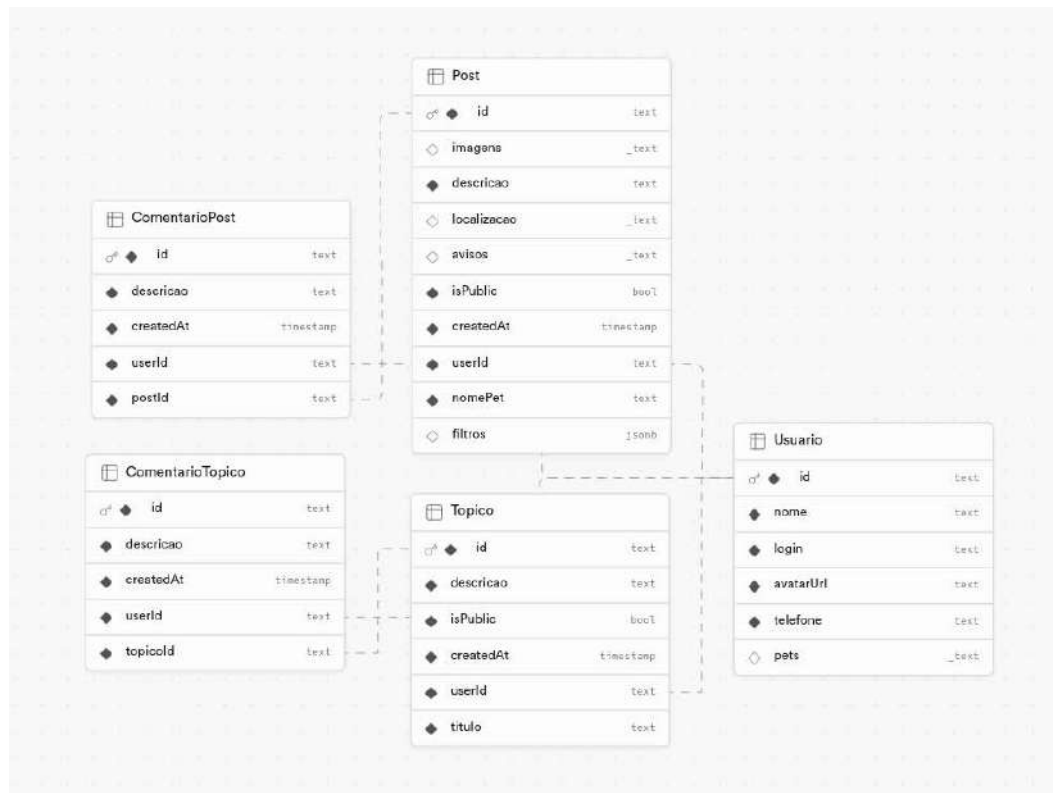 Post
id text
imagens _text
descricao text
localizacao _text
avisos _text
isPublic bool
createdAt timestamp
userId text
nomePet text
filtros jsonb
ComentarioPost
id text
descricao text
createdAt timestamp
userId text
postId text
ComentarioTopico
id text
descricao text
createdAt timestamp
userId text
topicoId text
Topico
id text
descricao text
isPublic bool
createdAt timestamp
userId text
titulo text
Usuario
id text
nome text
login text
avatarUrl text
telefone text
pets _text